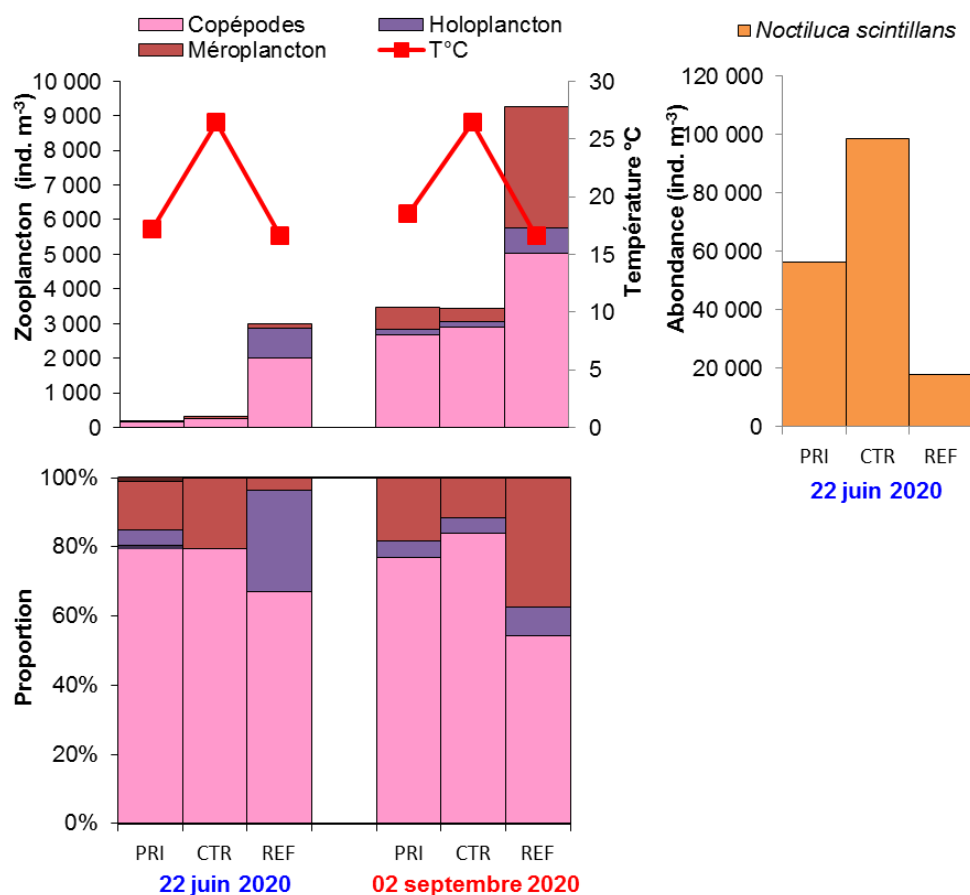 Copépodes Holoplancton
Méroplancton T°C
Zooplancton (ind. m-3)
10 000
9 000
8 000
7 000
6 000
5 000
4 000
3 000
2 000
1 000
0
30
25
20
15
10
5
0
Température °C
Noctiluca scintillans
Abondance (ind. m-3)
120 000
100 000
80 000
60 000
40 000
20 000
0
PRI CTR REF
22 juin 2020
Proportion
100%
80%
60%
40%
20%
0%
PRI CTR REF PRI CTR REF
22 juin 2020 02 septembre 2020